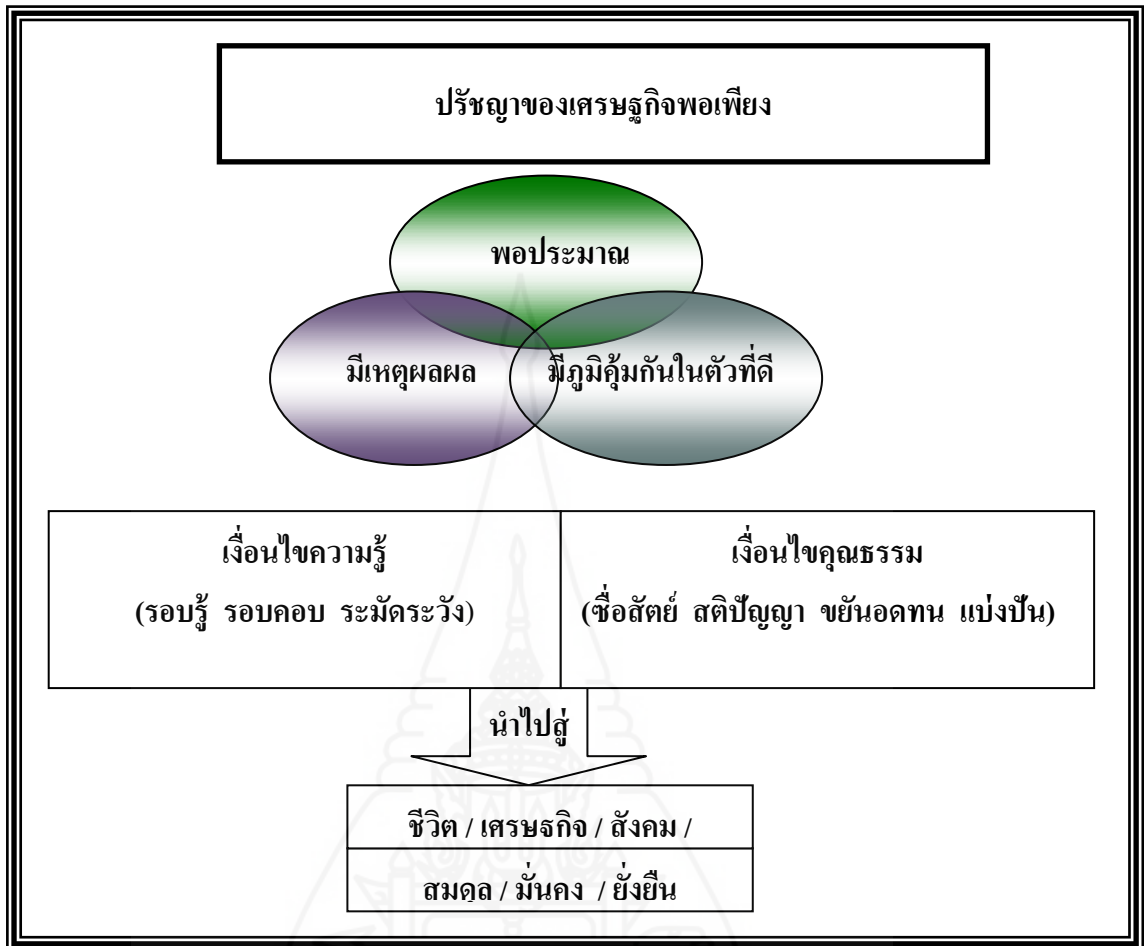 ปรัชญาของเศรษฐกิจพอเพียง
พอประมาณ
มีเหตุผลผล มีภูมิคุ้มกันในตัวที่ดี
เงื่อนไขความรู้
(รอบรู้ รอบคอบ ระมัดระวัง)
เงื่อนไขคุณธรรม
(ซื่อสัตย์ สติปัญญา ขยันอดทน แบ่งปัน)
นำไปสู่
ชีวิต / เศรษฐกิจ / สังคม /
สมดุล / มั่นคง / ยั่งยืน